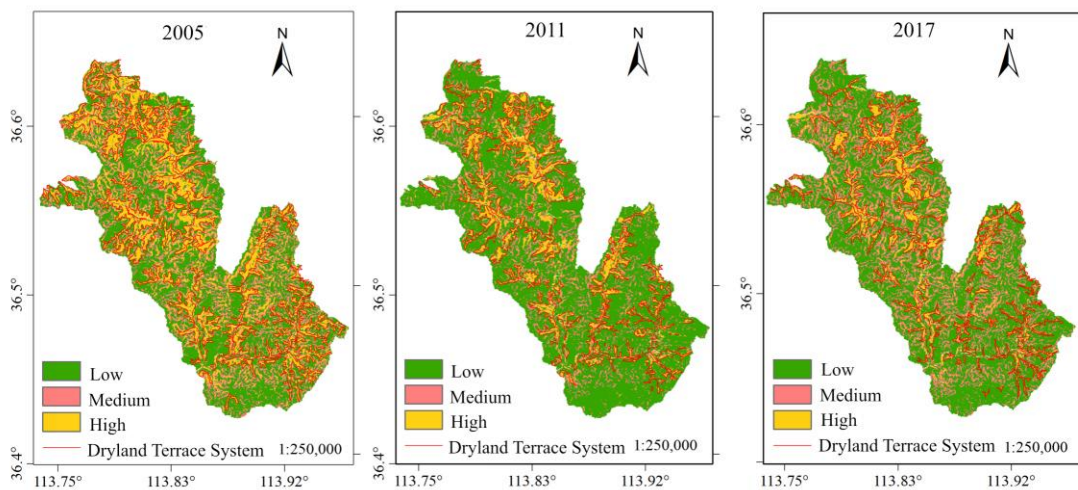 2005
N
36.6°
36.5°
36.4°
Low
Medium
High
Dryland Terrace System 1:250,000
113.75° 113.83° 113.92°
2011
N
36.6°
36.5°
36.4°
Low
Medium
High
Dryland Terrace System 1:250,000
113.75° 113.83° 113.92°
2017
N
36.6°
36.5°
36.4°
Low
Medium
High
Dryland Terrace System 1:250,000
113.75° 113.83° 113.92°